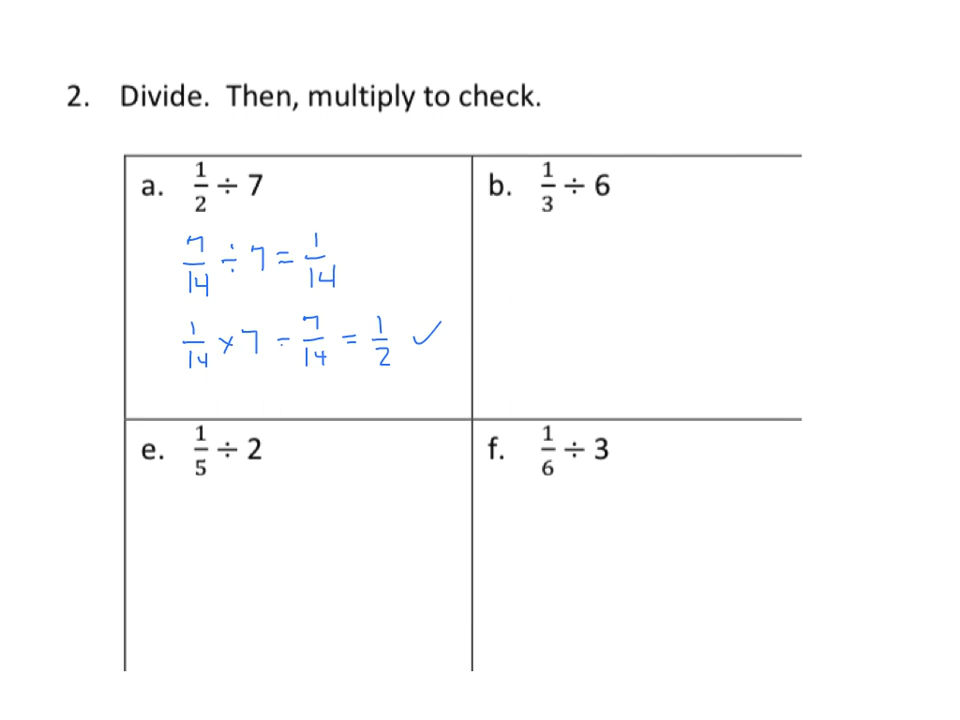 2. Divide. Then, multiply to check.
a. 1/2 ÷ 7
7/14 ÷ 7 = 1/14
1/14 × 7 = 7/14 = 1/2 ✓
b. 1/3 ÷ 6
e. 1/5 ÷ 2
f. 1/6 ÷ 3